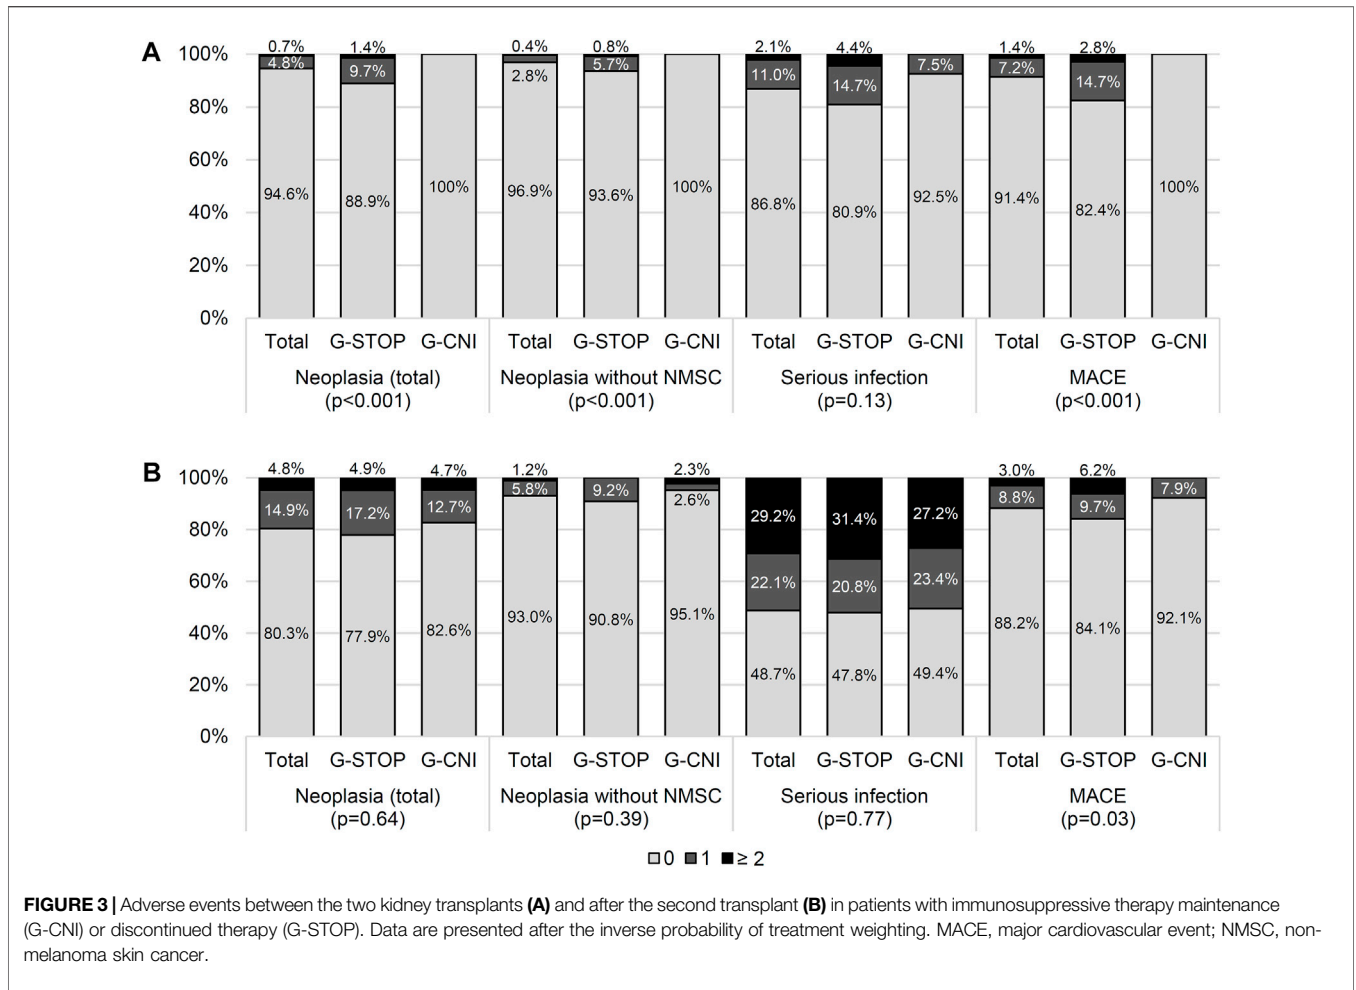 A
0.7% 1.4% 0.4% 0.8% 2.1% 4.4% 1.4% 2.8%
100%
4.8% 9.7% 2.8% 5.7% 11.0% 14.7% 7.5% 7.2% 14.7%
80%
60%
94.6% 88.9% 100% 96.9% 93.6% 100% 86.8% 80.9% 92.5% 91.4% 82.4% 100%
40%
20%
0%
Total G-STOP G-CNI Total G-STOP G-CNI Total G-STOP G-CNI Total G-STOP G-CNI
Neoplasia (total) Neoplasia without NMSC Serious infection MACE
(p<0.001) (p<0.001) (p=0.13) (p<0.001)
B
4.8% 4.9% 4.7% 1.2% 2.3% 3.0% 6.2%
100%
14.9% 17.2% 12.7% 5.8% 9.2% 2.6% 29.2% 31.4% 27.2% 8.8% 9.7% 7.9%
80%
60%
22.1% 20.8% 23.4%
80.3% 77.9% 82.6% 93.0% 90.8% 95.1% 88.2% 84.1% 92.1%
40%
48.7% 47.8% 49.4%
20%
0%
Total G-STOP G-CNI Total G-STOP G-CNI Total G-STOP G-CNI Total G-STOP G-CNI
Neoplasia (total) Neoplasia without NMSC Serious infection MACE
(p=0.64) (p=0.39) (p=0.77) (p=0.03)
0 1 ≥ 2
FIGURE 3 | Adverse events between the two kidney transplants (A) and after the second transplant (B) in patients with immunosuppressive therapy maintenance
(G-CNI) or discontinued therapy (G-STOP). Data are presented after the inverse probability of treatment weighting. MACE, major cardiovascular event; NMSC, non-
melanoma skin cancer.